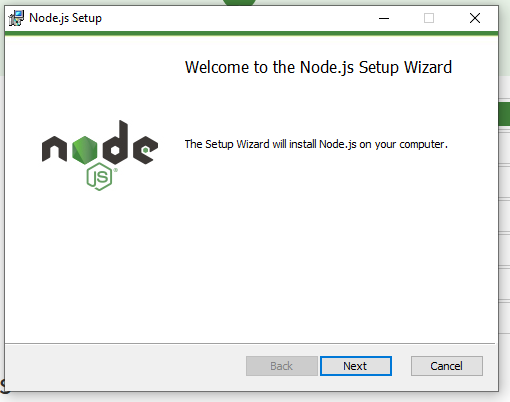 Node.js Setup
Welcome to the Node.js Setup Wizard
The Setup Wizard will install Node.js on your computer.
node
JS®
Back
Next
Cancel
s